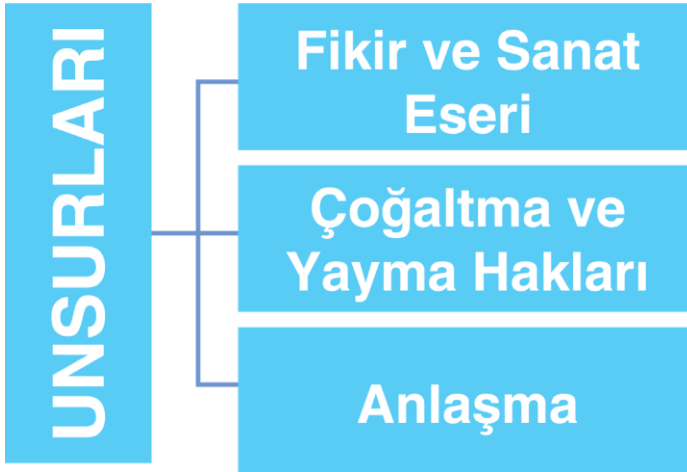 UNSURLARI
Fikir ve Sanat
Eseri
Çoğaltma ve
Yayma Hakları
Anlaşma